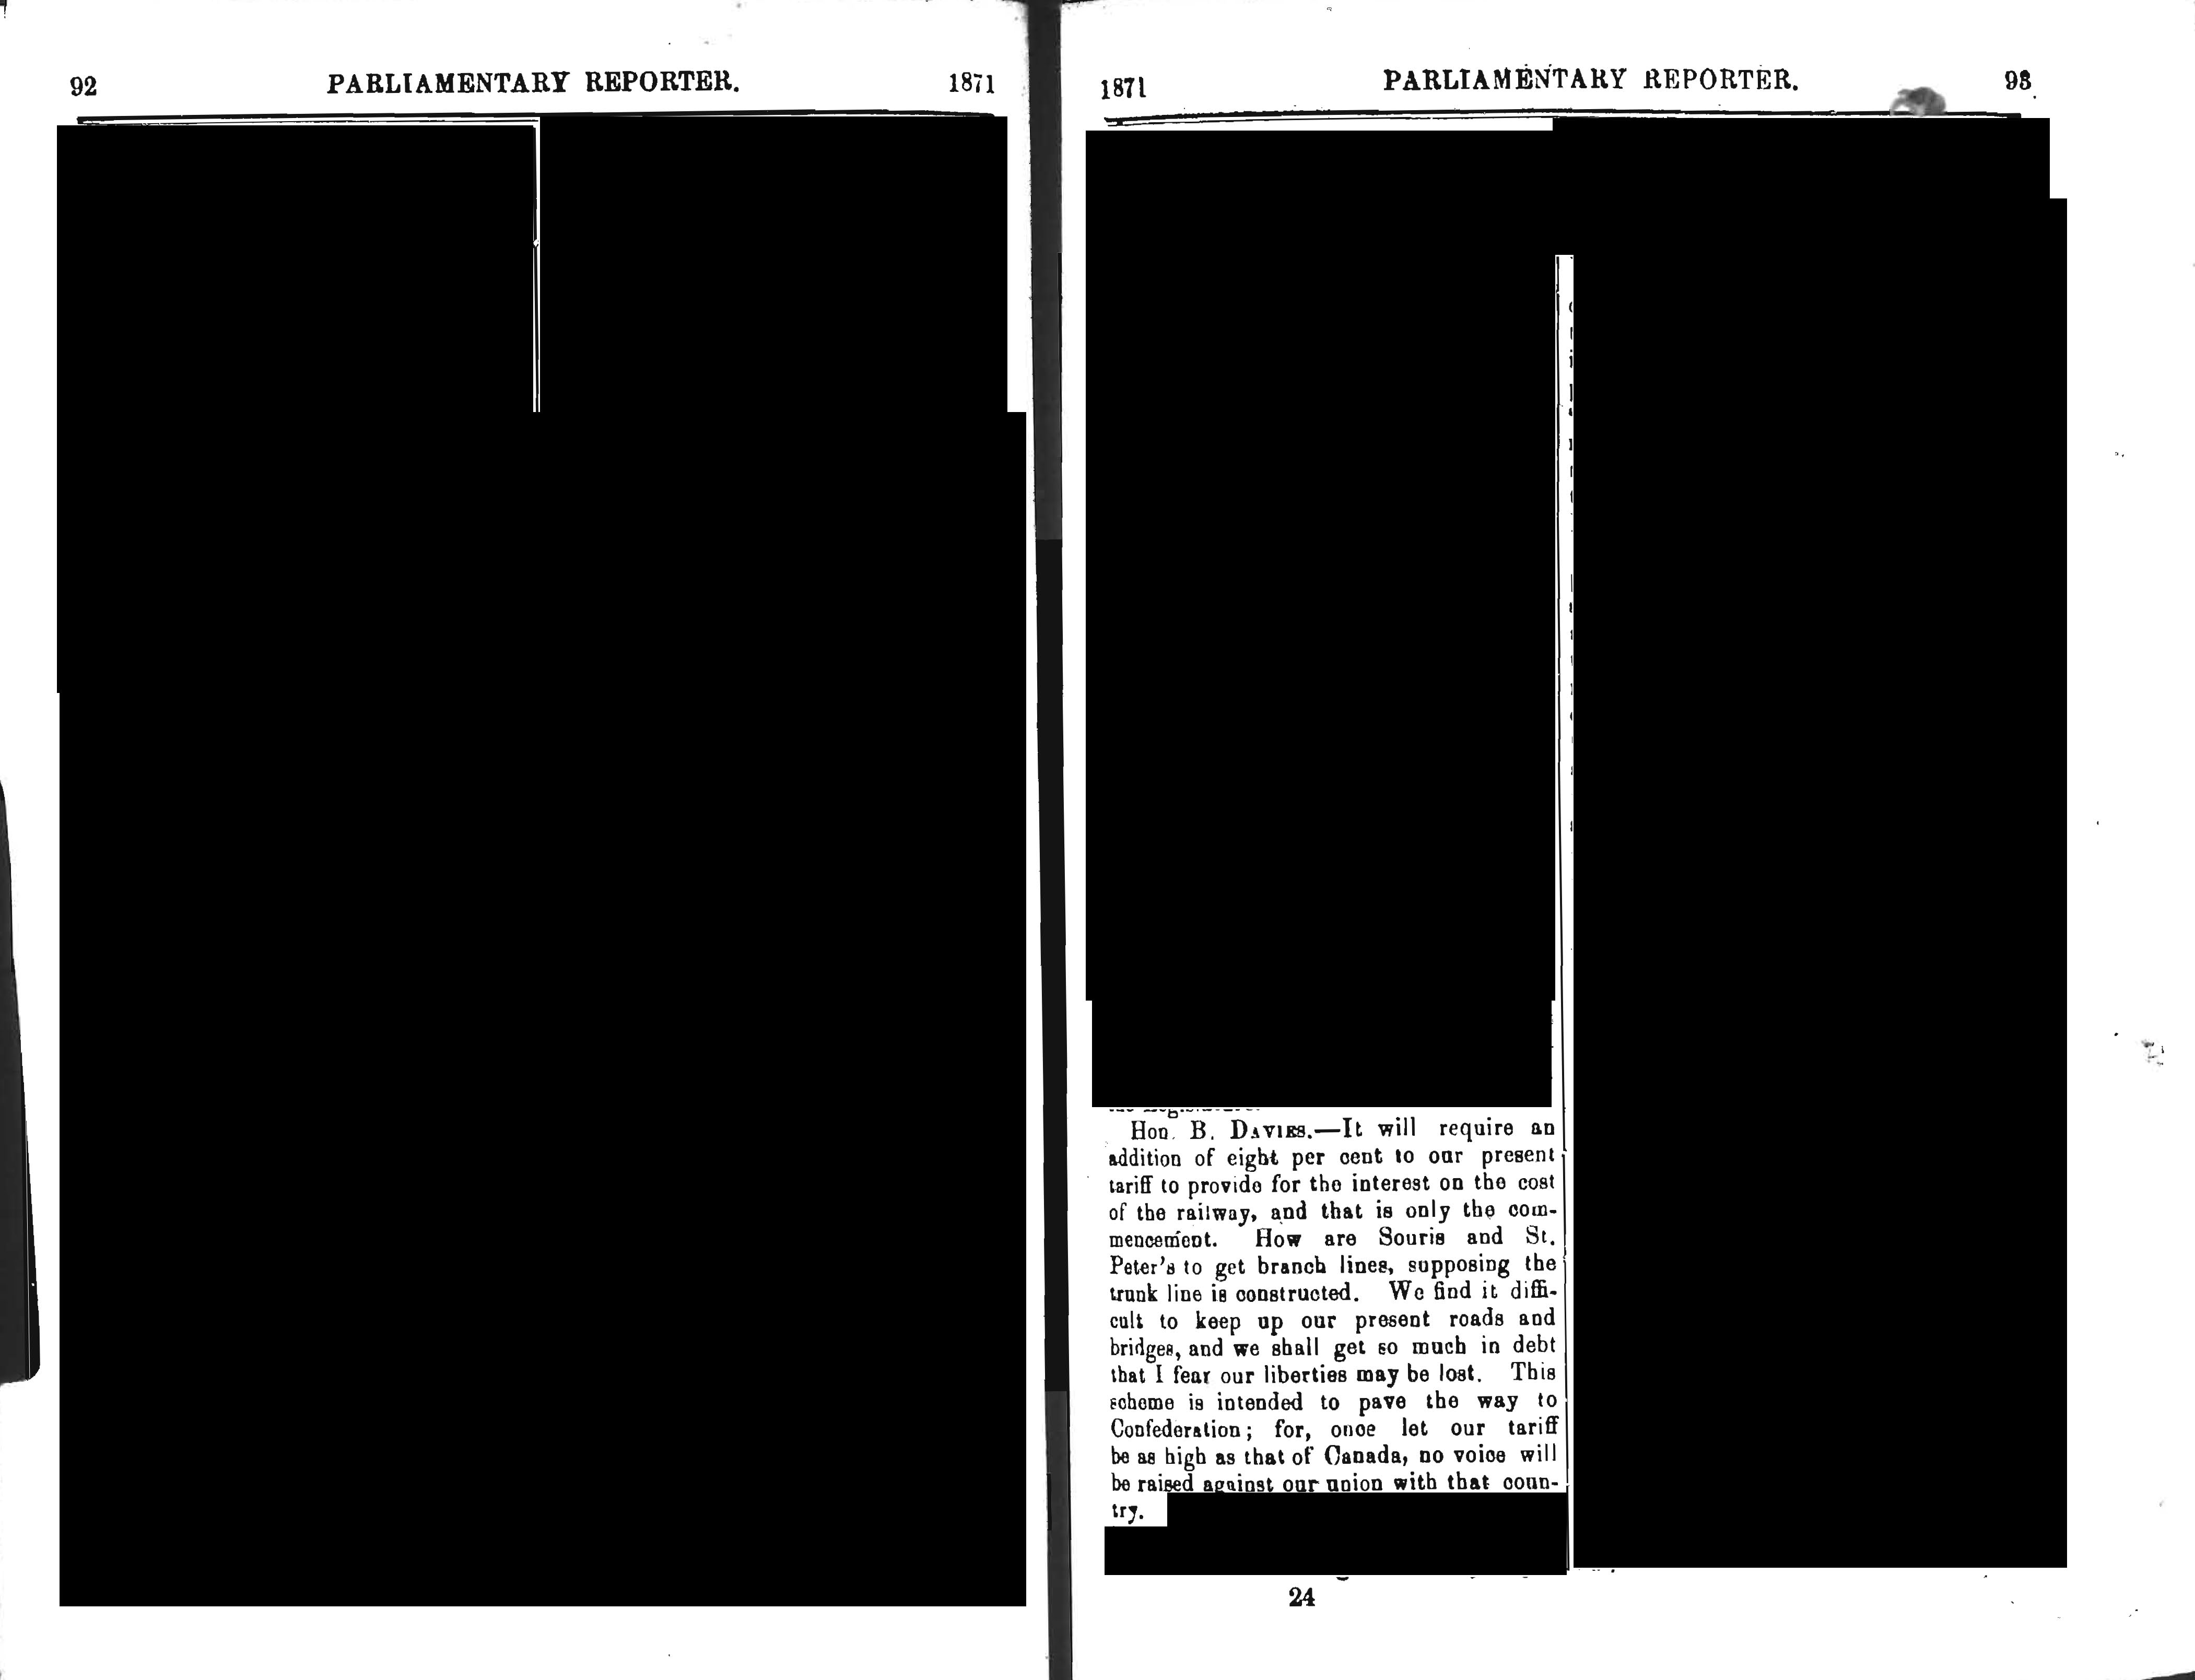 92 PARLIAMENTARY REPORTER. 1871
1871 PARLIAMENTARY REPORTER. 93
Hon. B. DAVIES.—It will require an
addition of eight per cent to our present
tariff to provide for the interest on the cost
of the railway, and that is only the com-
mencement. How are Souris and St.
Peter's to get branch lines, supposing the
trunk line is constructed. We find it diffi-
cult to keep up our present roads and
bridges, and we shall get so much in debt
that I fear our liberties may be lost. This
scheme is intended to pave the way to
Confederation; for, once let our tariff
be as high as that of Canada, no voice will
be raised against our union with that coun-
try.
24